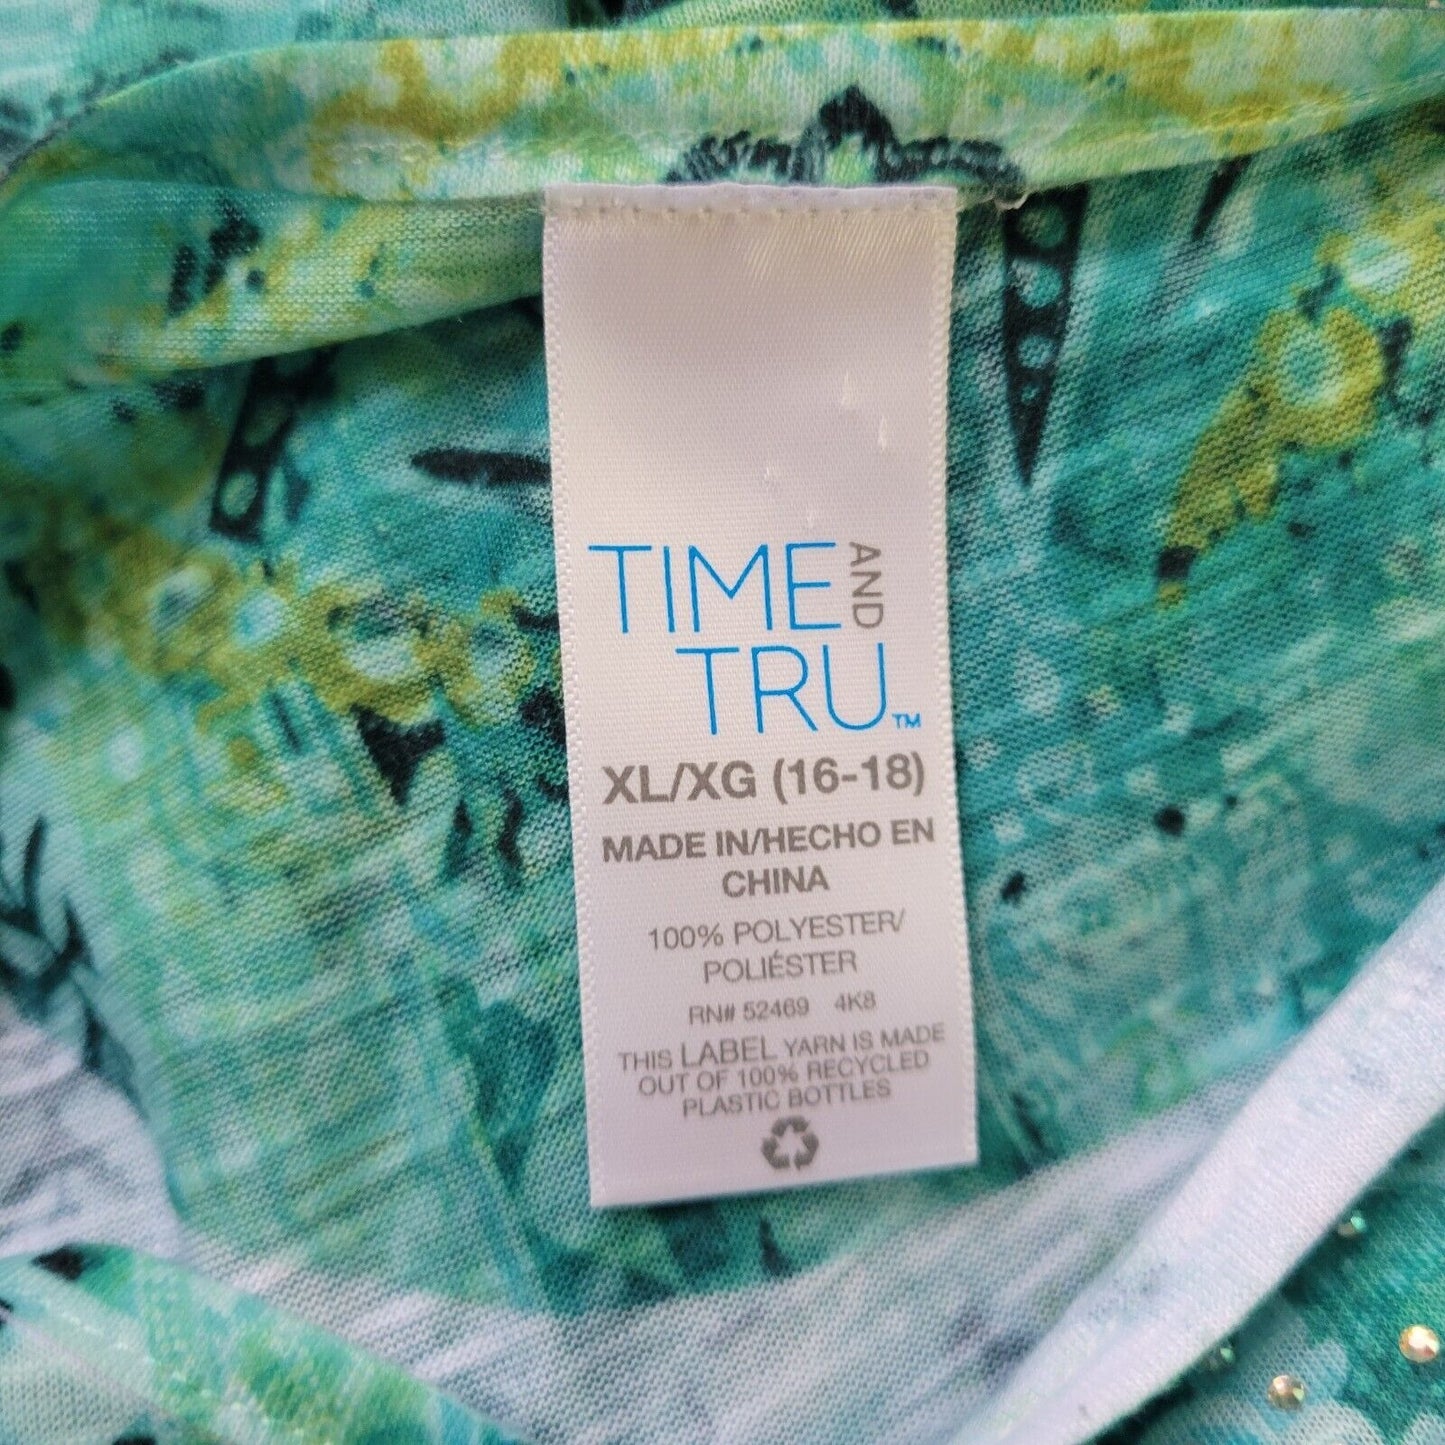 TIME AND
TRU™
XL/XG (16-18)
MADE IN/HECHO EN
CHINA
100% POLYESTER/
POLIÉSTER
RN# 52469 4K8
THIS LABEL YARN IS MADE
OUT OF 100% RECYCLED
PLASTIC BOTTLES